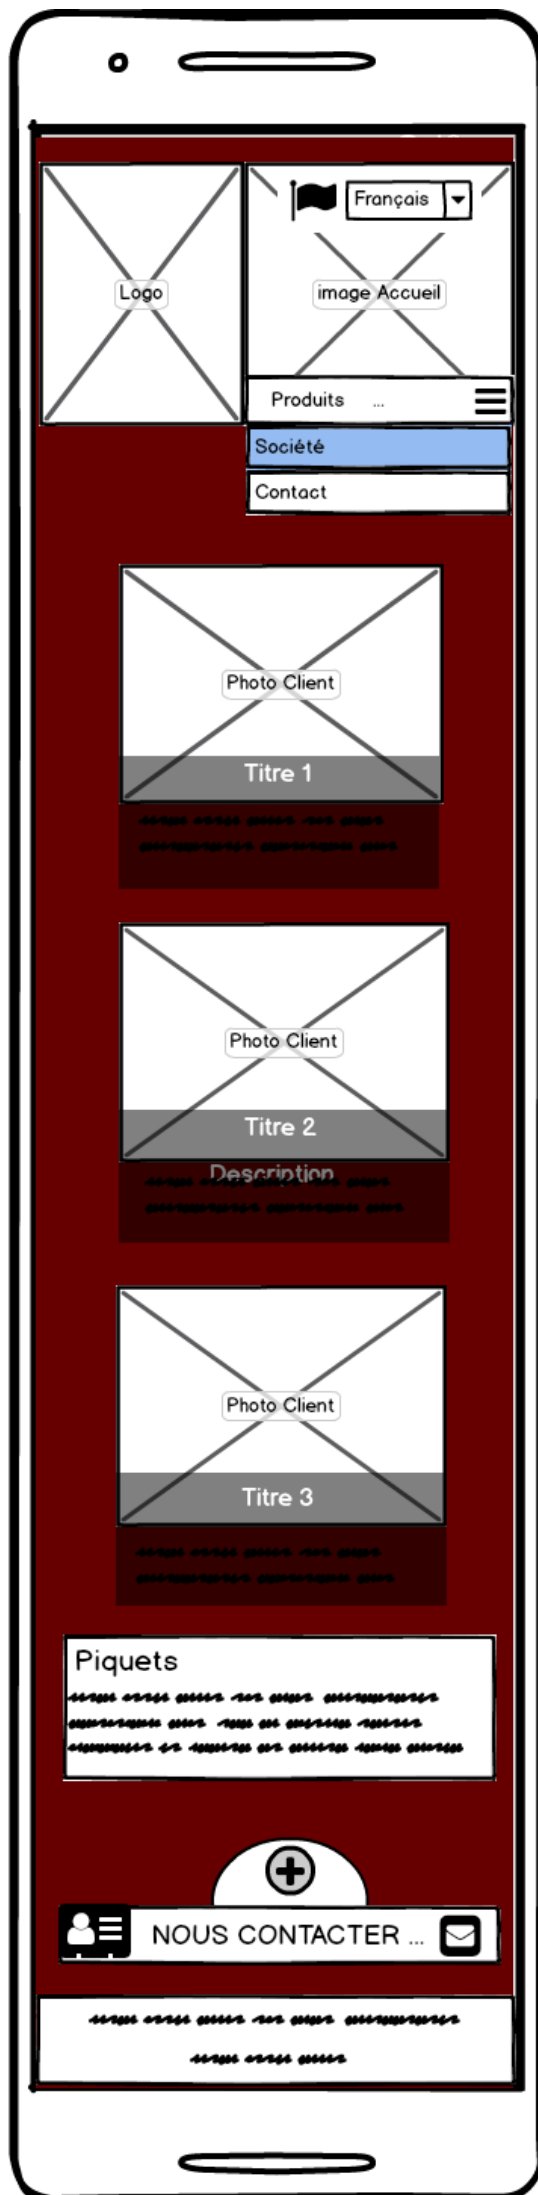 Français
Logo
image Accueil
Produits ...
Société
Contact
Photo Client
Titre 1
Photo Client
Titre 2
Description
Photo Client
Titre 3
Piquets
NOUS CONTACTER ...